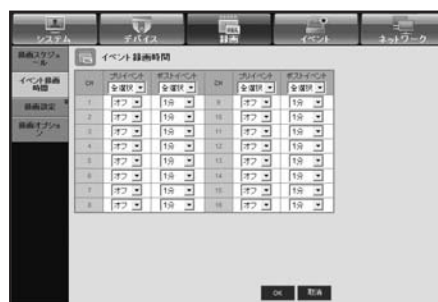 システム デバイス 録画 イベント ネットワーク
録画スケジュール
イベント録画時間
録画設定
録画オプション
イベント録画時間
CH プリイベント ポストイベント CH プリイベント ポストイベント
全選択 全選択 全選択 全選択
1 オフ 1分 9 オフ 1分
2 オフ 1分 10 オフ 1分
3 オフ 1分 11 オフ 1分
4 オフ 1分 12 オフ 1分
5 オフ 1分 13 オフ 1分
6 オフ 1分 14 オフ 1分
7 オフ 1分 15 オフ 1分
8 オフ 1分 16 オフ 1分
OK 取消